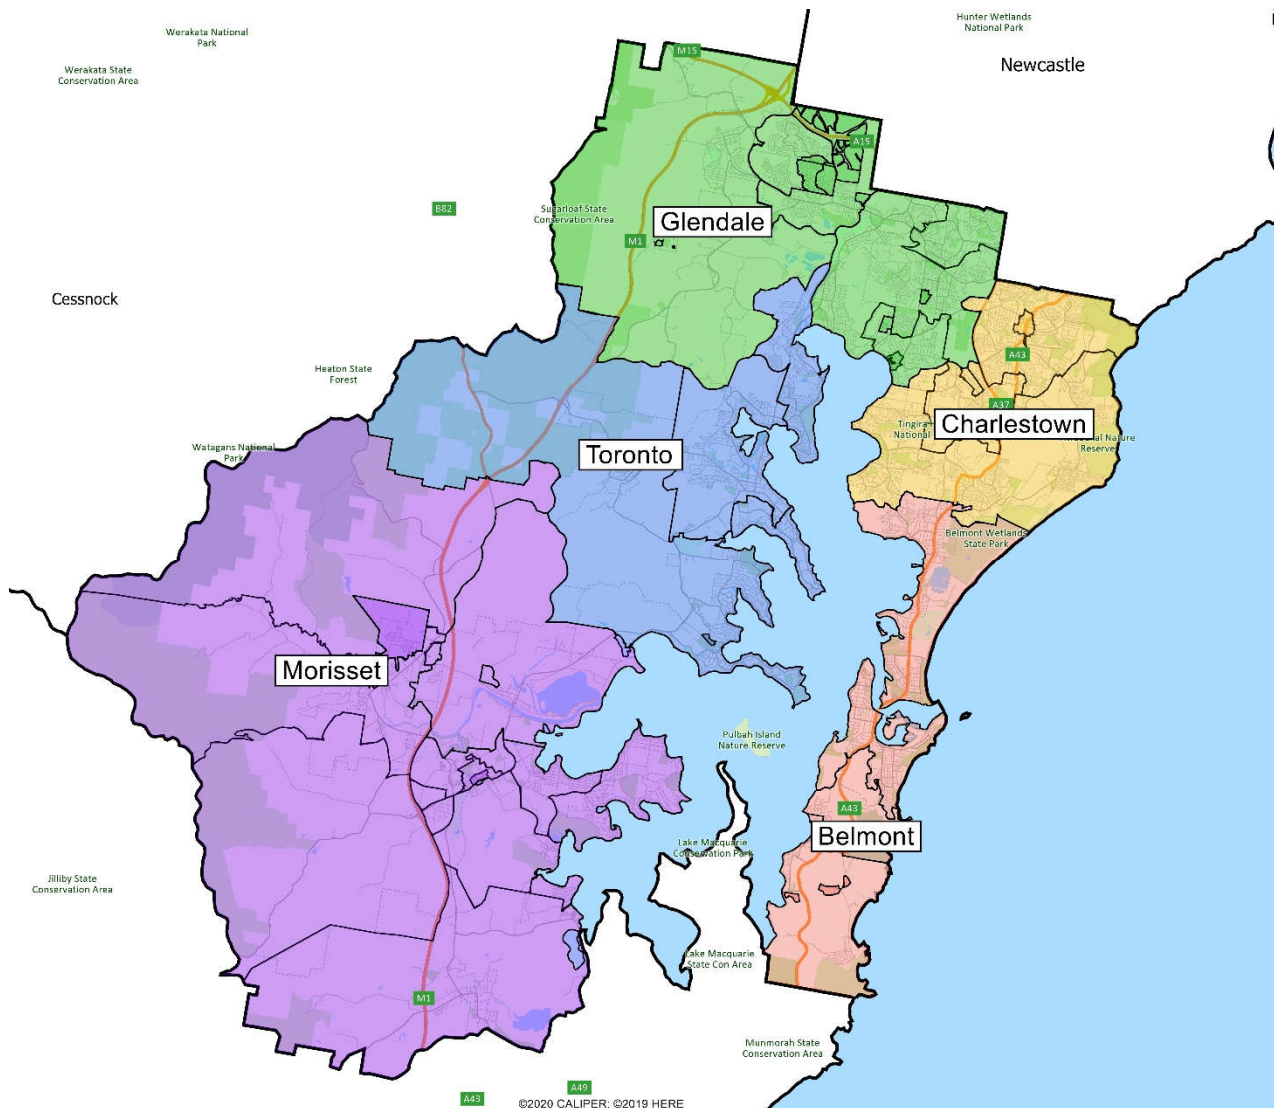 Hunter Wetlands
National Park
Werakata National
Park
M15
Newcastle
Werakata State
Conservation Area
A15
B82
Sugarloaf State
Conservation Area
Glendale
M1
Cessnock
A43
Heaton State
Forest
A37
Charlestown
Tingira
National
Nature
Reserve
Watagans National
Park
Toronto
Belmont Wetlands
State Park
Morisset
Pulbah Island
Nature Reserve
A43
Belmont
Lake Macquarie
Conservation Park
Jilliby State
Conservation Area
Lake Macquarie
State Con Area
M1
Munmorah State
Conservation Area
A49
A43
©2020 CALIPER; ©2019 HERE